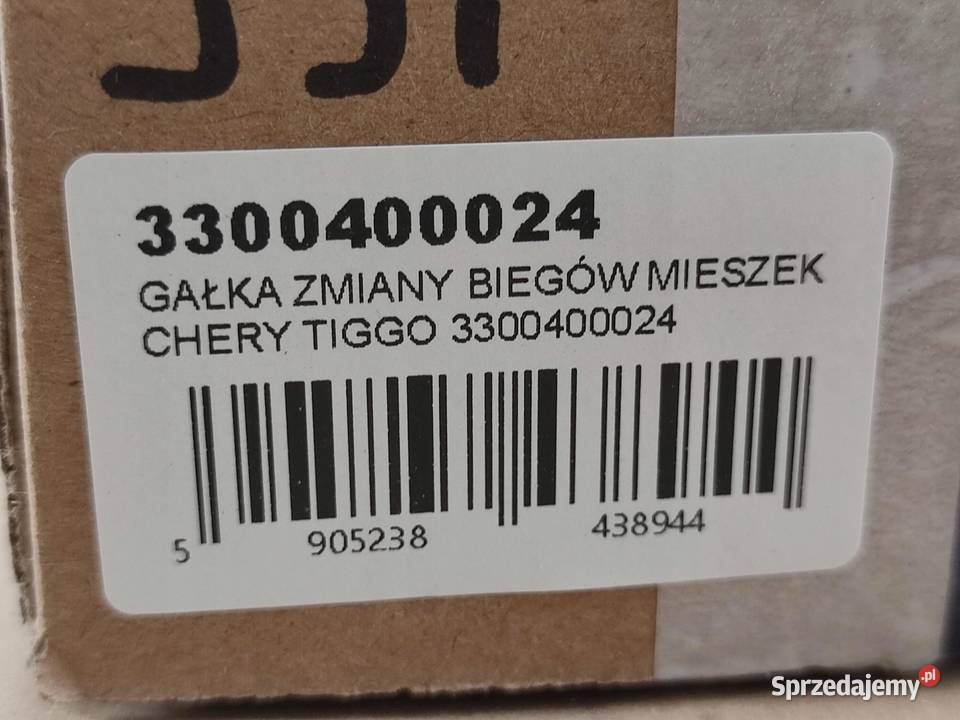 3300400024
GAŁKA ZMIANY BIEGÓW MIESZEK
CHERY TIGGO 3300400024
5 905238 438944
Sprzedajemy.pl